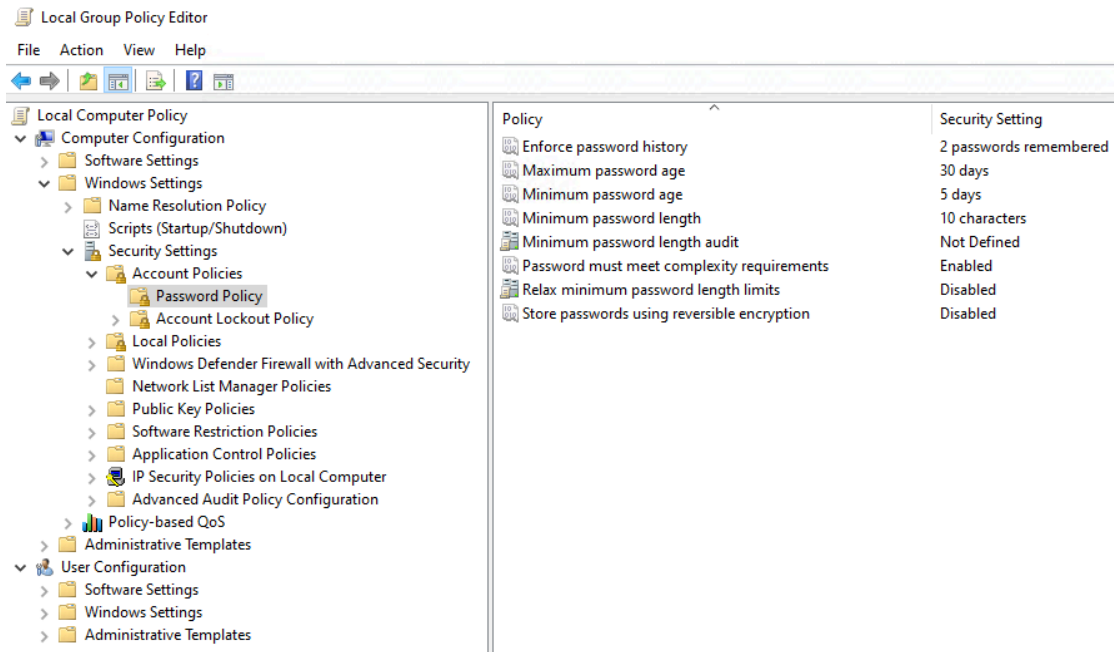 Local Group Policy Editor
File Action View Help
Local Computer Policy
Computer Configuration
Software Settings
Windows Settings
Name Resolution Policy
Scripts (Startup/Shutdown)
Security Settings
Account Policies
Password Policy
Account Lockout Policy
Local Policies
Windows Defender Firewall with Advanced Security
Network List Manager Policies
Public Key Policies
Software Restriction Policies
Application Control Policies
IP Security Policies on Local Computer
Advanced Audit Policy Configuration
Policy-based QoS
Administrative Templates
User Configuration
Software Settings
Windows Settings
Administrative Templates
Policy Security Setting
Enforce password history 2 passwords remembered
Maximum password age 30 days
Minimum password age 5 days
Minimum password length 10 characters
Minimum password length audit Not Defined
Password must meet complexity requirements Enabled
Relax minimum password length limits Disabled
Store passwords using reversible encryption Disabled